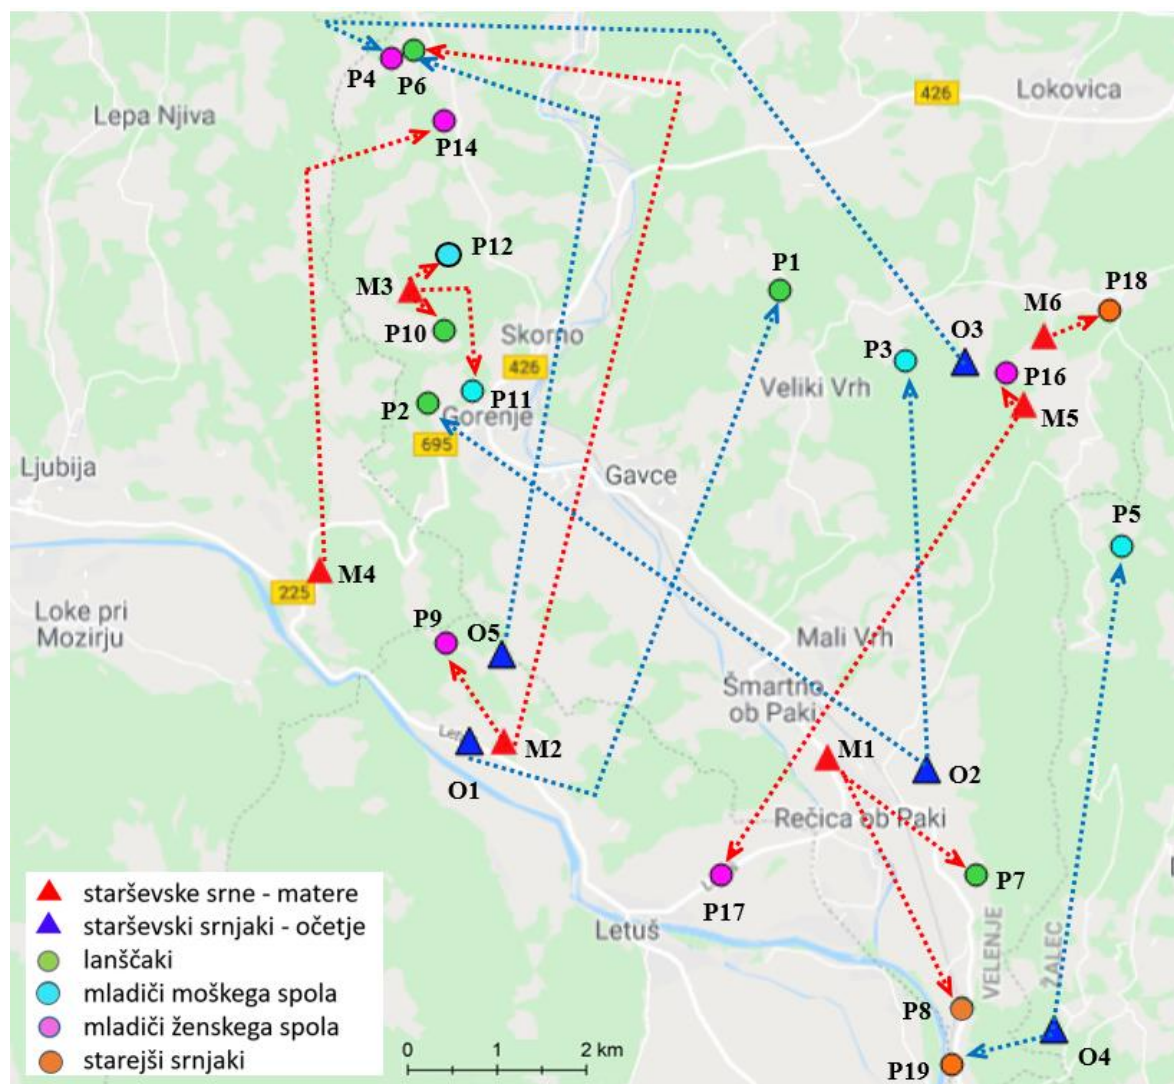 P4
P6
426
Lokovica
Lepa Njiva
P14
P12
P1
M3
P18
M6
P10
Skorno
O3
P3
426
P16
Veliki Vrh
P11
P2
M5
Gorenje
695
Ljubija
Gavce
P5
M4
225
Loke pri
Mozirju
P9
O5
Mali Vrh
Šmartno
ob Paki
M2
M1
O1
O2
Rečica ob Paki
P7
P17
starševske srne - matere
starševski srnjaki - očetje
lanščaki
mladiči moškega spola
mladiči ženskega spola
starejši srnjaki
Letuš
VELENJE
ŽALEC
P8
0 2 km
O4
P19